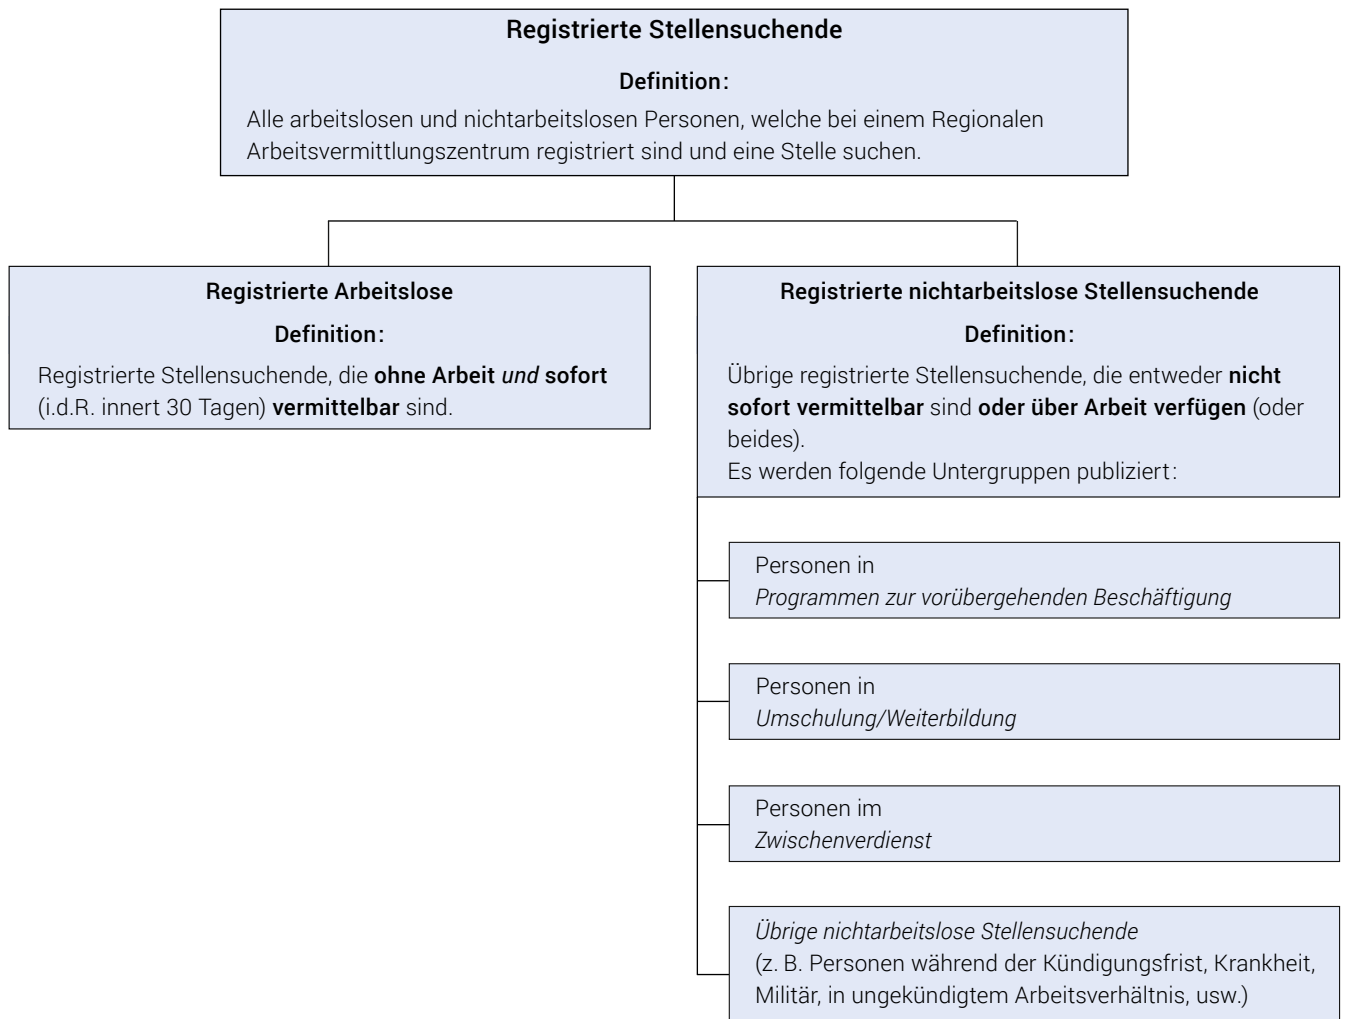 Registrierte Stellensuchende
Definition:
Alle arbeitslosen und nichtarbeitslosen Personen, welche bei einem Regionalen
Arbeitsvermittlungszentrum registriert sind und eine Stelle suchen.
Registrierte Arbeitslose
Definition:
Registrierte Stellensuchende, die ohne Arbeit und sofort
(i.d.R. innert 30 Tagen) vermittelbar sind.
Registrierte nichtarbeitslose Stellensuchende
Definition:
Übrige registrierte Stellensuchende, die entweder nicht
sofort vermittelbar sind oder über Arbeit verfügen (oder
beides).
Es werden folgende Untergruppen publiziert:
Personen in
Programmen zur vorübergehenden Beschäftigung
Personen in
Umschulung/Weiterbildung
Personen im
Zwischenverdienst
Übrige nichtarbeitslose Stellensuchende
(z. B. Personen während der Kündigungsfrist, Krankheit,
Militär, in ungekündigtem Arbeitsverhältnis, usw.)